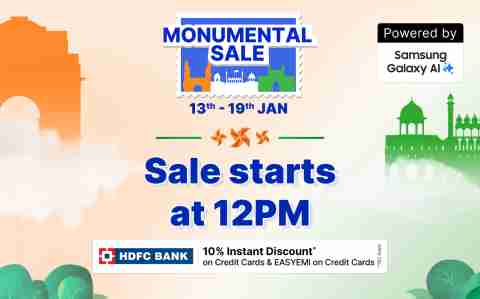 MONUMENTAL
SALE
13th - 19th JAN
Powered by
Samsung
Galaxy AI
Sale starts
at 12PM
HDFC BANK
10% Instant Discount*
on Credit Cards & EASYEMI on Credit Cards